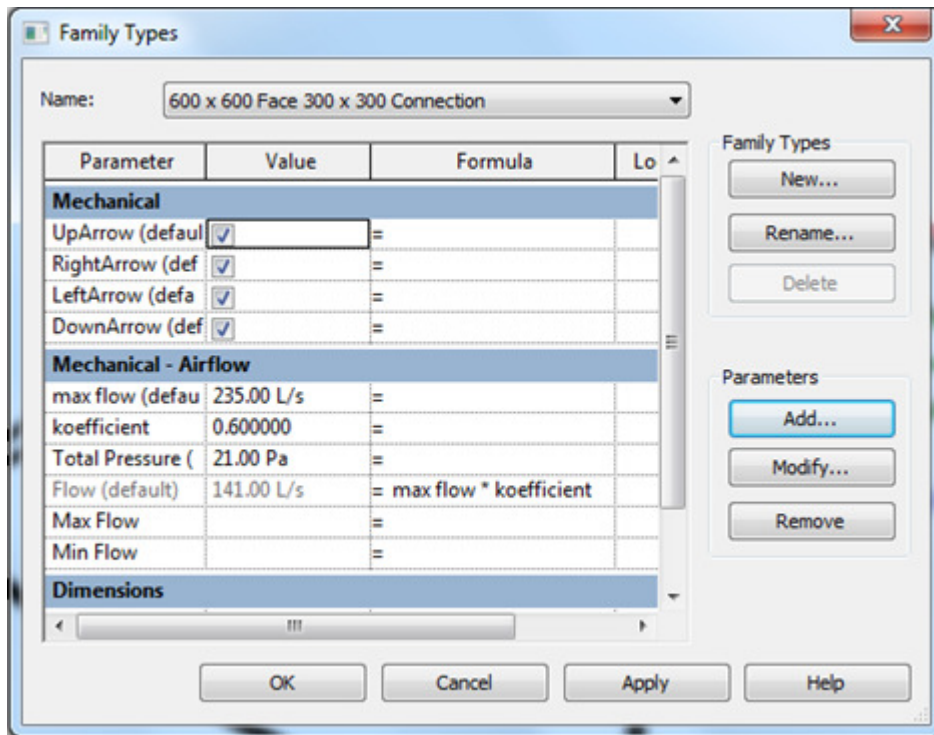 Family Types
Name: 600 x 600 Face 300 x 300 Connection
Parameter Value Formula Lo
Mechanical
UpArrow (defaul =
RightArrow (def =
LeftArrow (defa =
DownArrow (def =
Mechanical - Airflow
max flow (defau 235.00 L/s =
koefficient 0.600000 =
Total Pressure ( 21.00 Pa =
Flow (default) 141.00 L/s = max flow * koefficient
Max Flow =
Min Flow =
Dimensions
Family Types
New...
Rename...
Delete
Parameters
Add...
Modify...
Remove
OK Cancel Apply Help